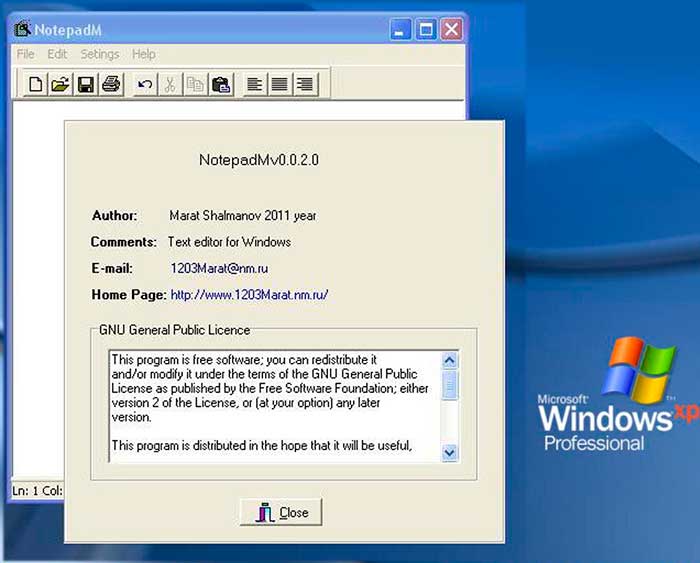 NotepadM
File Edit Setings Help
NotepadMv0.0.2.0
Author: Marat Shalmanov 2011 year
Comments: Text editor for Windows
E-mail: 1203Marat@nm.ru
Home Page: http://www.1203Marat.nm.ru/
GNU General Public Licence
This program is free software; you can redistribute it
and/or modify it under the terms of the GNU General Public
License as published by the Free Software Foundation; either
version 2 of the License, or (at your option) any later
version.
This program is distributed in the hope that it will be useful,
Close
Ln: 1 Col:
Microsoft
Windows xp
Professional